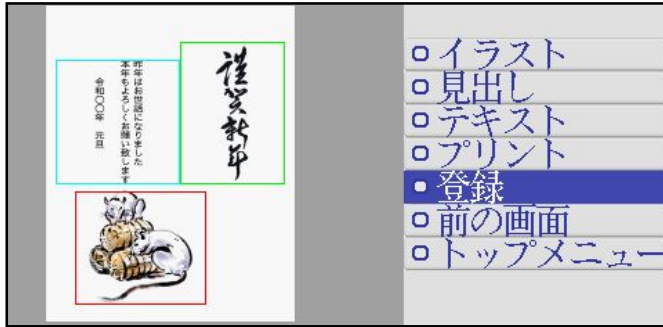 謹賀新年
昨年はお世話になりました
本年もよろしくお願い致します
令和〇〇年 元旦
イラスト
見出し
テキスト
プリント
登録
前の画面
トップメニュー